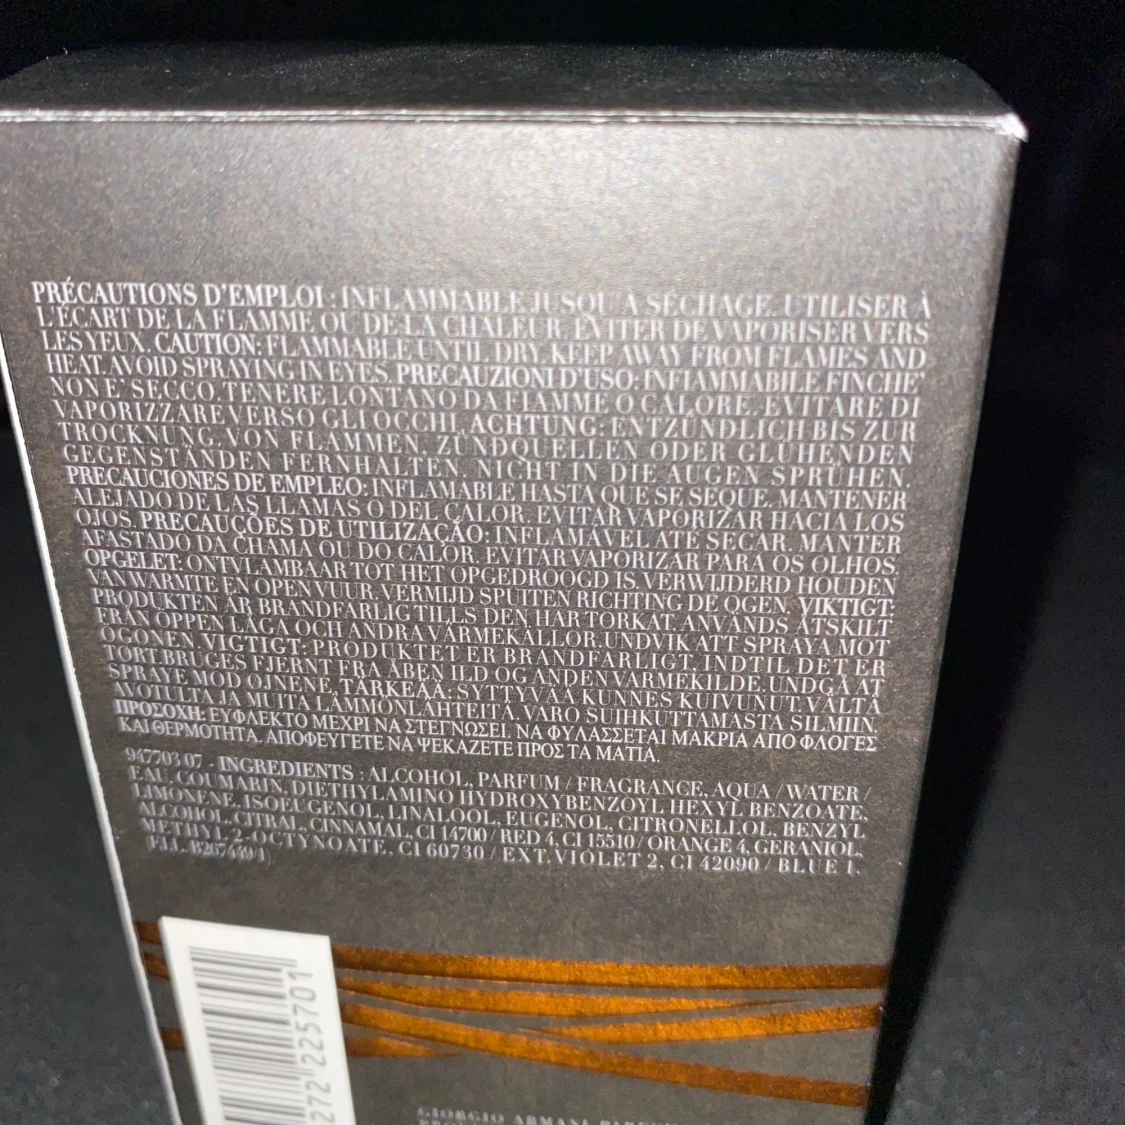 PRÉCAUTIONS D'EMPLOI : INFLAMMABLE JUSQU'À SÉCHAGE. UTILISER À
L'ÉCART DE LA FLAMME OU DE LA CHALEUR. ÉVITER DE VAPORISER VERS
LES YEUX. CAUTION: FLAMMABLE UNTIL DRY. KEEP AWAY FROM FLAMES AND
HEAT. AVOID SPRAYING IN EYES. PRECAUZIONI D'USO: INFIAMMABILE FINCHE'
NON E' SECCO. TENERE LONTANO DA FIAMME O CALORE. EVITARE DI
VAPORIZZARE VERSO GLI OCCHI. ACHTUNG: ENTZÜNDLICH BIS ZUR
TROCKNUNG. VON FLAMMEN, ZÜNDQUELLEN ODER GLÜHENDEN
GEGENSTÄNDEN FERNHALTEN. NICHT IN DIE AUGEN SPRÜHEN.
PRECAUCIONES DE EMPLEO: INFLAMABLE HASTA QUE SE SEQUE. MANTENER
ALEJADO DE LAS LLAMAS O DEL CALOR. EVITAR VAPORIZAR HACIA LOS
OJOS. PRECAUÇÕES DE UTILIZAÇÃO: INFLAMÁVEL ATÉ SECAR. MANTER
AFASTADO DA CHAMA OU DO CALOR. EVITAR VAPORIZAR PARA OS OLHOS.
OPGELET: ONTVLAMBAAR TOT HET OPGEDROOGD IS. VERWIJDERD HOUDEN
VAN WARMTE EN OPEN VUUR. VERMIJD SPUITEN RICHTING DE OGEN. VIKTIGT:
PRODUKTEN ÄR BRANDFARLIG TILLS DEN HAR TORKAT. ANVÄNDS ÅTSKILT
FRÅN ÖPPEN LÅGA OCH ANDRA VÄRMEKÄLLOR. UNDVIK ATT SPRAYA MOT
ÖGONEN. VIGTIGT: PRODUKTET ER BRANDFARLIGT, INDTIL DET ER
TØRT. BRUGES FJERNT FRA ÅBEN ILD OG ANDEN VARMEKILDE. UNDGÅ AT
SPRAYE MOD ØJNENE. TÄRKEÄÄ: SYTTYVÄÄ KUNNES KUIVUNUT. VÄLTÄ
AVOTULTA JA MUITA LÄMMÖNLÄHTEITÄ. VARO SUIHKUTTAMASTA SILMIIN.
ΠΡΟΣΟΧΗ: ΕΥΦΛΕΚΤΟ ΜΕΧΡΙ ΝΑ ΣΤΕΓΝΩΣΕΙ. ΝΑ ΦΥΛΑΣΣΕΤΑΙ ΜΑΚΡΙΑ ΑΠΟ ΦΛΟΓΕΣ
ΚΑΙ ΘΕΡΜΟΤΗΤΑ. ΑΠΟΦΕΥΓΕΤΕ ΝΑ ΨΕΚΑΖΕΤΕ ΠΡΟΣ ΤΑ ΜΑΤΙΑ.
947703 07 - INGREDIENTS : ALCOHOL, PARFUM / FRAGRANCE, AQUA / WATER /
EAU, COUMARIN, DIETHYLAMINO HYDROXYBENZOYL HEXYL BENZOATE,
LIMONENE, ISOEUGENOL, LINALOOL, EUGENOL, CITRONELLOL, BENZYL
ALCOHOL, CITRAL, CINNAMAL, CI 14700 / RED 4, CI 15510 / ORANGE 4, GERANIOL,
METHYL 2-OCTYNOATE, CI 60730 / EXT. VIOLET 2, CI 42090 / BLUE 1.
(F.I.L. B267449/1)
272 225701
GIORGIO ARMANI